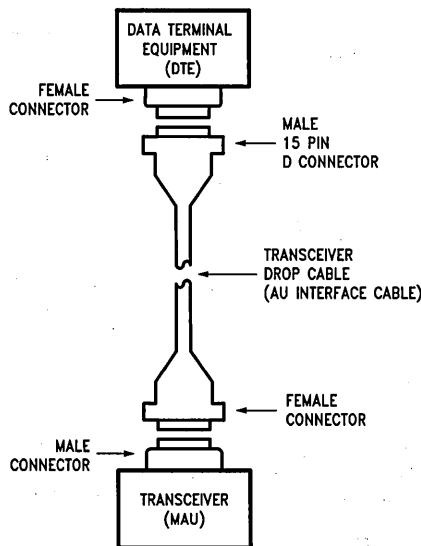 DATA TERMINAL
EQUIPMENT
(DTE)
FEMALE
CONNECTOR
MALE
15 PIN
D CONNECTOR
TRANSCEIVER
DROP CABLE
(AU INTERFACE CABLE)
FEMALE
CONNECTOR
MALE
CONNECTOR
TRANSCEIVER
(MAU)